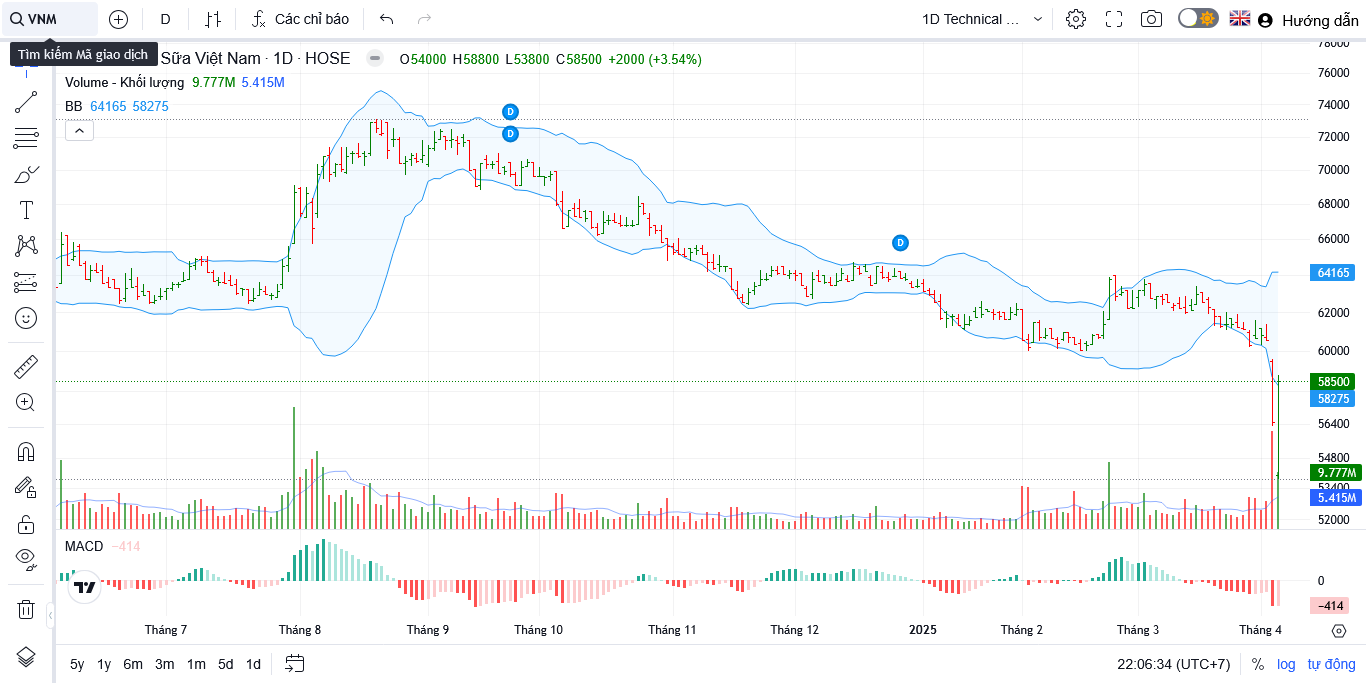 VNM
D
Các chỉ báo
1D Technical ...
Hướng dẫn
Tìm kiếm Mã giao dịch
Sữa Việt Nam · 1D · HOSE
O54000 H58800 L53800 C58500 +2000 (+3.54%)
Volume - Khối lượng 9.777M 5.415M
BB 64165 58275
D
D
D
78000
76000
74000
72000
70000
68000
66000
64165
62000
60000
58500
58275
56400
54800
9.777M
53400
5.415M
52000
MACD −414
0
−414
Tháng 7 Tháng 8 Tháng 9 Tháng 10 Tháng 11 Tháng 12 2025 Tháng 2 Tháng 3 Tháng 4
5y 1y 6m 3m 1m 5d 1d
22:06:34 (UTC+7) % log tự động